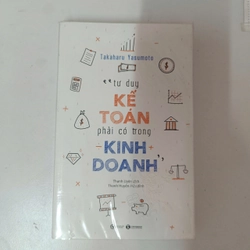 Takaharu Yasumoto
"tư duy
KẾ TOÁN
phải có trong
KINH
DOANH"